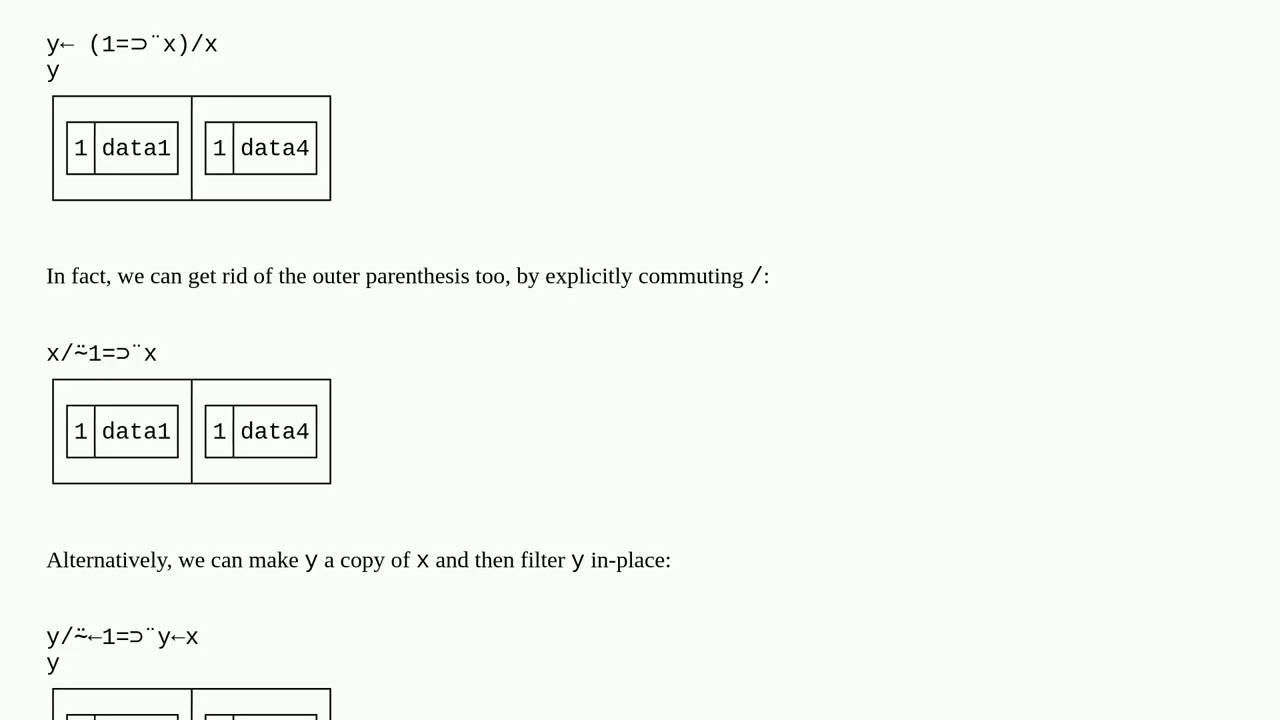 y← (1=⊃¨x)/x
y
1 data1 1 data4
In fact, we can get rid of the outer parenthesis too, by explicitly commuting /:
x/⍨1=⊃¨x
1 data1 1 data4
Alternatively, we can make y a copy of x and then filter y in-place:
y/⍨←1=⊃¨y←x
y